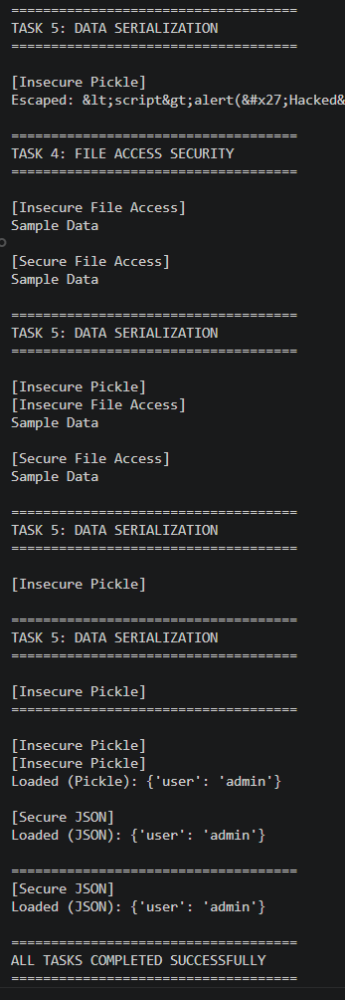 ===================================
TASK 5: DATA SERIALIZATION
===================================
[Insecure Pickle]
Escaped: &lt;script&gt;alert(&#x27;Hacked&
===================================
TASK 4: FILE ACCESS SECURITY
===================================
[Insecure File Access]
Sample Data
[Secure File Access]
Sample Data
===================================
TASK 5: DATA SERIALIZATION
===================================
[Insecure Pickle]
[Insecure File Access]
Sample Data
[Secure File Access]
Sample Data
===================================
TASK 5: DATA SERIALIZATION
===================================
[Insecure Pickle]
===================================
TASK 5: DATA SERIALIZATION
===================================
[Insecure Pickle]
===================================
[Insecure Pickle]
[Insecure Pickle]
Loaded (Pickle): {'user': 'admin'}
[Secure JSON]
Loaded (JSON): {'user': 'admin'}
===================================
[Secure JSON]
Loaded (JSON): {'user': 'admin'}
===================================
ALL TASKS COMPLETED SUCCESSFULLY
===================================